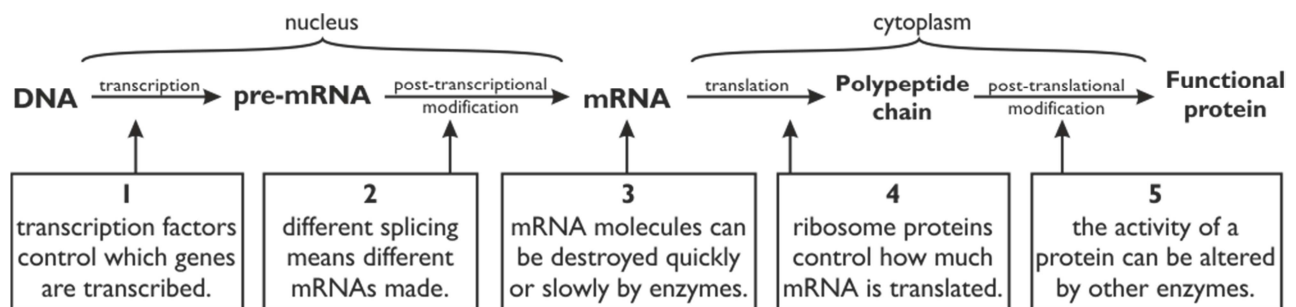 nucleus
cytoplasm
DNA
transcription
pre-mRNA
post-transcriptional
modification
mRNA
translation
Polypeptide
chain
post-translational
modification
Functional
protein
1
transcription factors
control which genes
are transcribed.
2
different splicing
means different
mRNAs made.
3
mRNA molecules can
be destroyed quickly
or slowly by enzymes.
4
ribosome proteins
control how much
mRNA is translated.
5
the activity of a
protein can be altered
by other enzymes.